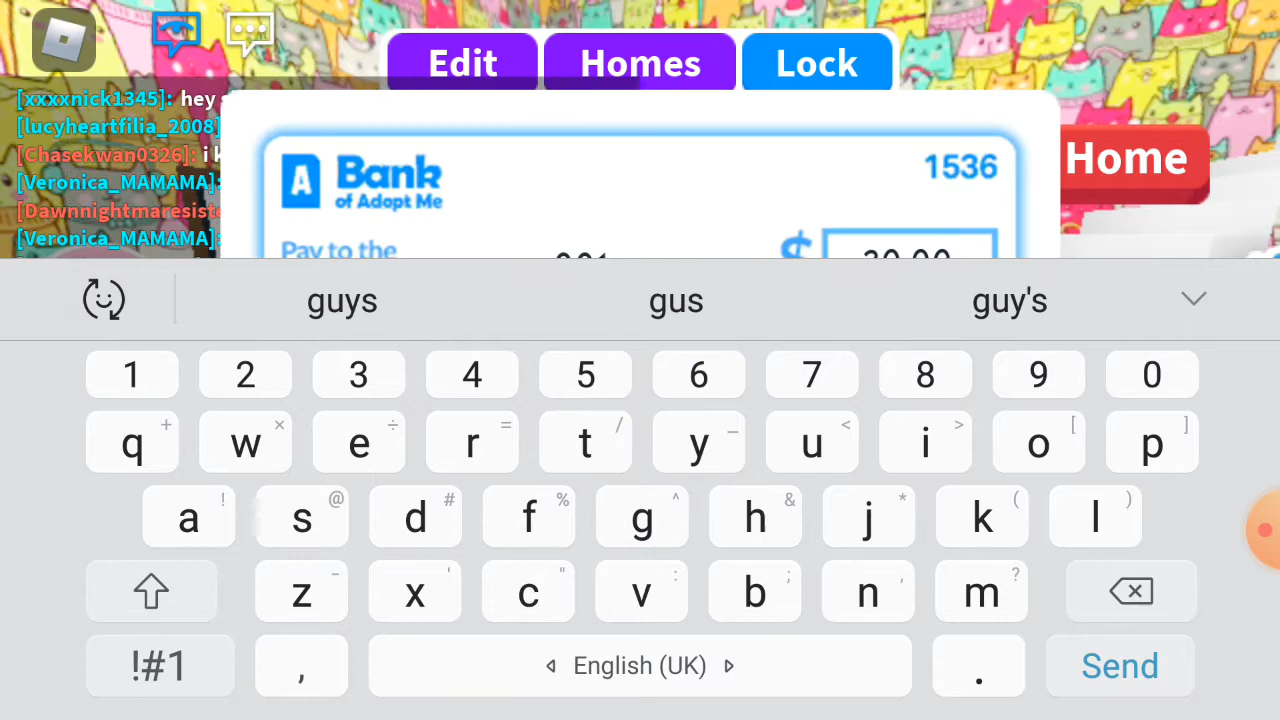 Edit Homes Lock
[xxxxnick1345]: hey
[lucyheartfilia_2008]
[Chasekwan0326]: i k
[Veronica_MAMAMA]:
[Dawnnightmaresiste
[Veronica_MAMAMA]:
Home
A Bank 1536
of Adopt Me
Pay to the $
guys gus guy's
1 2 3 4 5 6 7 8 9 0
+ × ÷ = / _ < > [ ]
q w e r t y u i o p
! @ # % ^ & * ( )
a s d f g h j k l
- ' " : ; , ?
z x c v b n m
!#1 , English (UK) . Send